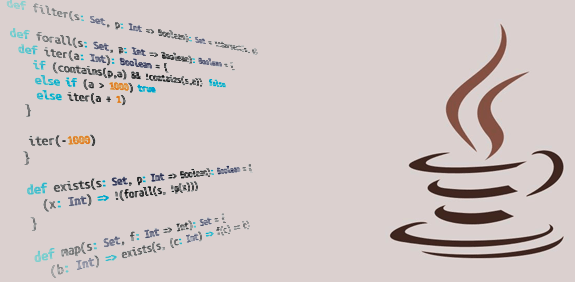 def filter(s: Set, p: Int => Boolean): Set = intersect(s, p)
def forall(s: Set, p: Int => Boolean): Boolean = {
def iter(a: Int): Boolean = {
if (contains(p,a) && !contains(s,a)) false
else if (a > 1000) true
else iter(a + 1)
}
iter(-1000)
}
def exists(s: Set, p: Int => Boolean): Boolean = {
(x: Int) => !(forall(s, !p(x)))
}
def map(s: Set, f: Int => Int): Set = {
(b: Int) => exists(s, (c: Int) => f(c) == b)